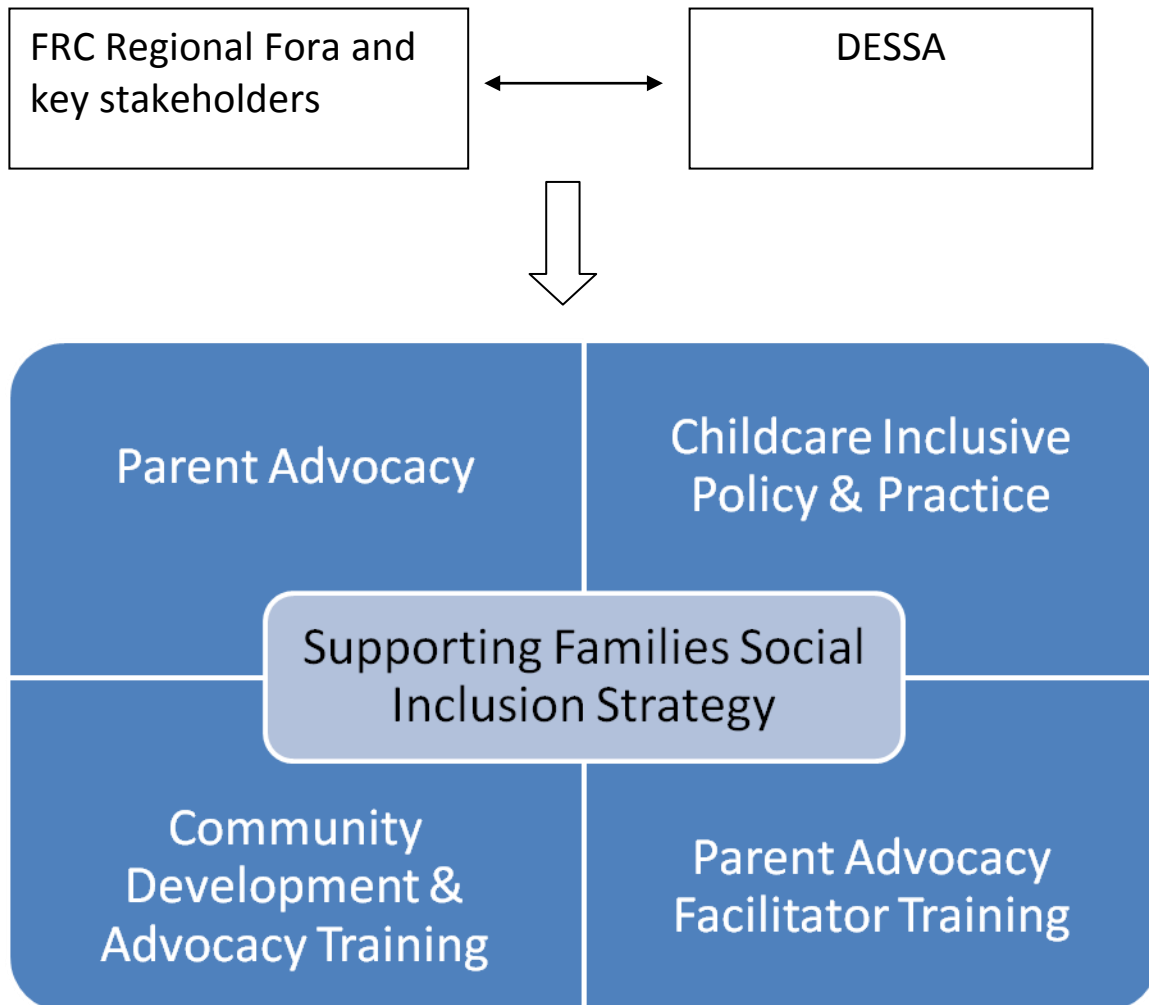 FRC Regional Fora and
key stakeholders
DESSA
Parent Advocacy
Childcare Inclusive
Policy & Practice
Supporting Families Social
Inclusion Strategy
Community
Development &
Advocacy Training
Parent Advocacy
Facilitator Training